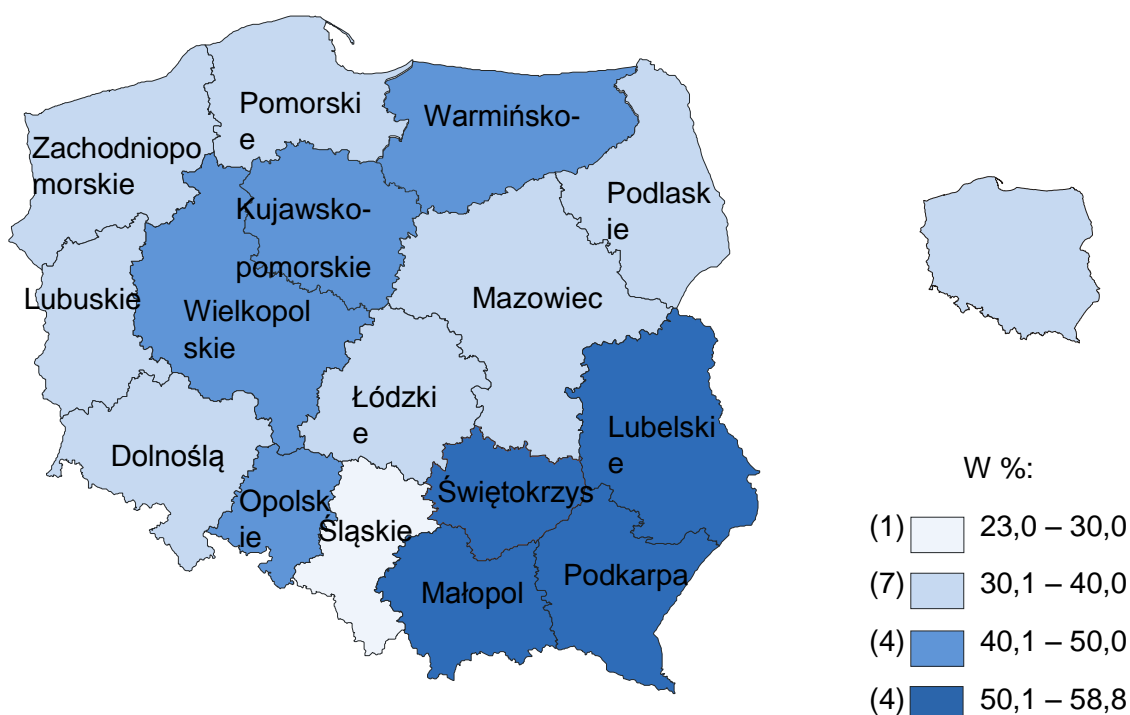 Pomorski
e
Warmińsko-
Zachodniopo
morskie
Podlask
ie
Kujawsko-
pomorskie
Lubuskie
Mazowiec
Wielkopol
skie
Łódzki
e
Lubelski
e
Dolnoślą
Opolsk
ie
Śląskie
Świętokrzys
Małopol
Podkarpa
W %:
(1) 23,0 – 30,0
(7) 30,1 – 40,0
(4) 40,1 – 50,0
(4) 50,1 – 58,8